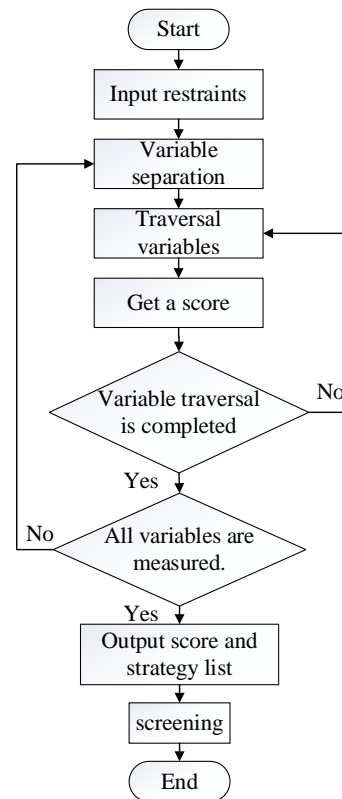 Start
Input restraints
Variable
separation
Traversal
variables
Get a score
Variable traversal
is completed
No
Yes
No
All variables are
measured.
Yes
Output score and
strategy list
screening
End